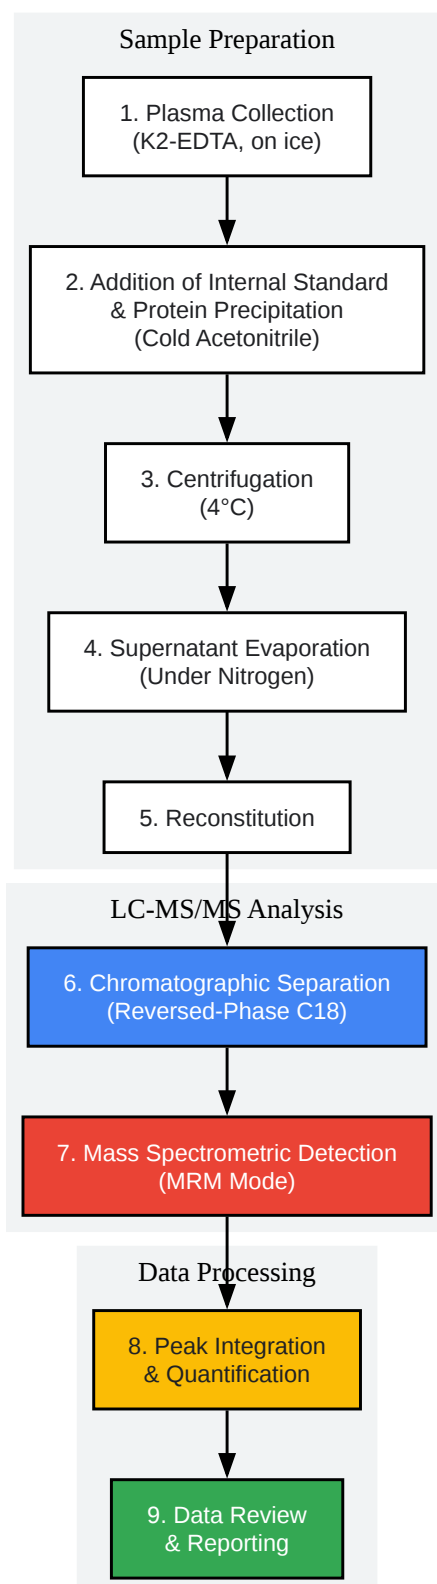 Sample Preparation
1. Plasma Collection
(K2-EDTA, on ice)
2. Addition of Internal Standard
& Protein Precipitation
(Cold Acetonitrile)
3. Centrifugation
(4°C)
4. Supernatant Evaporation
(Under Nitrogen)
5. Reconstitution
LC-MS/MS Analysis
6. Chromatographic Separation
(Reversed-Phase C18)
7. Mass Spectrometric Detection
(MRM Mode)
Data Processing
8. Peak Integration
& Quantification
9. Data Review
& Reporting